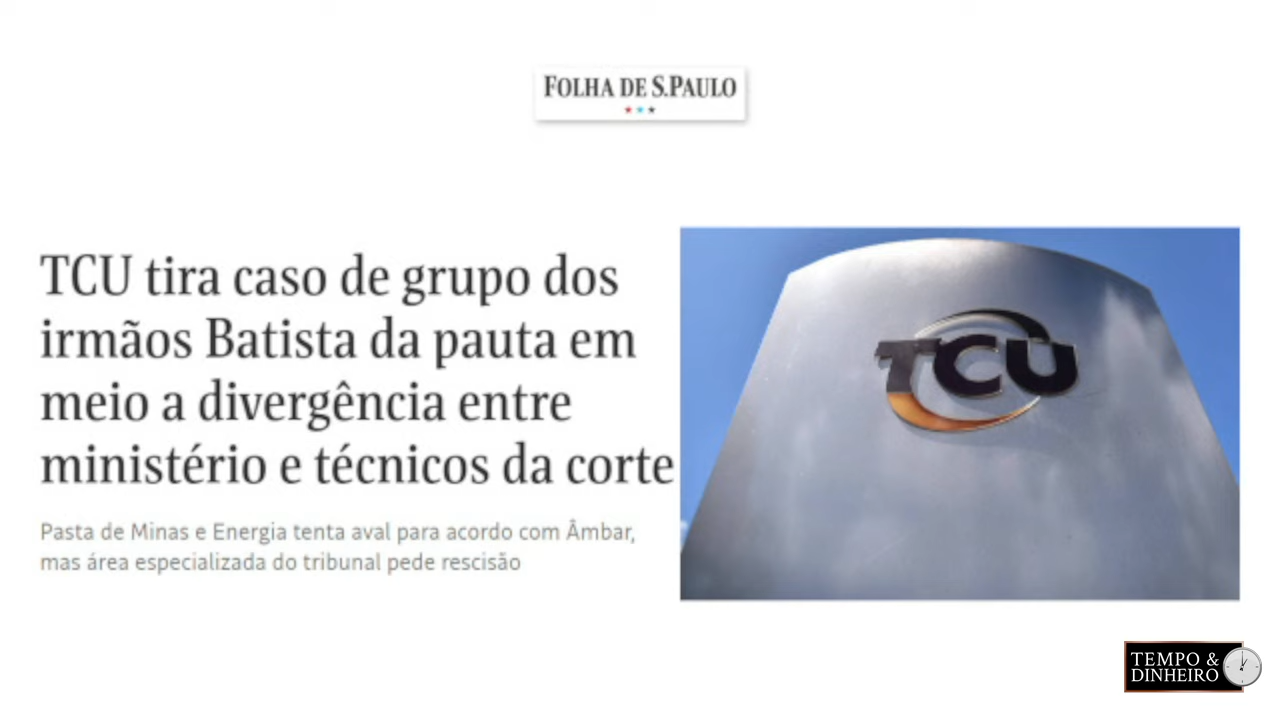 FOLHA DE S.PAULO
TCU tira caso de grupo dos
irmãos Batista da pauta em
meio a divergência entre
ministério e técnicos da corte
Pasta de Minas e Energia tenta aval para acordo com Âmbar,
mas área especializada do tribunal pede rescisão
TCU
TEMPO &
DINHEIRO